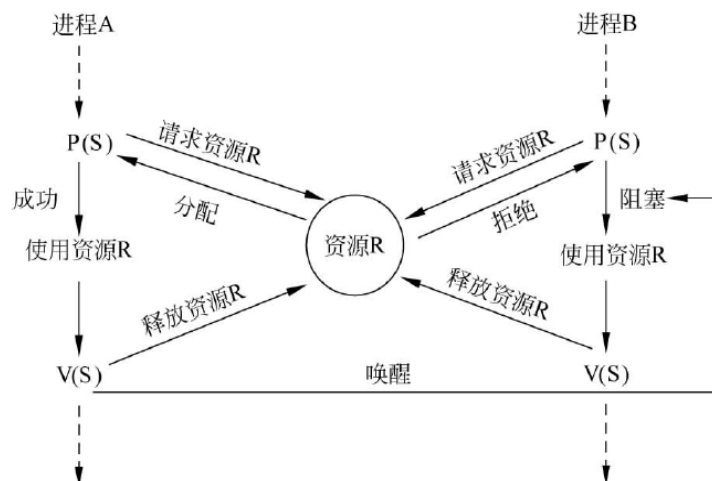 进程A
进程B
P(S)
请求资源R
请求资源R
P(S)
成功
分配
拒绝
阻塞
使用资源R
资源R
使用资源R
释放资源R
释放资源R
V(S)
唤醒
V(S)